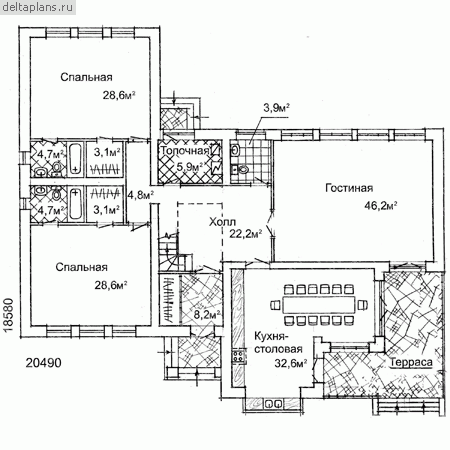 deltaplans.ru
Спальная
28,6м²
3,9м²
4,7м²
3,1м²
Топочная
5,9м²
4,8м²
Гостиная
46,2м²
4,7м²
3,1м²
Холл
22,2м²
Спальная
28,6м²
8,2м²
Кухня-
столовая
32,6м²
Терраса
18580
20490